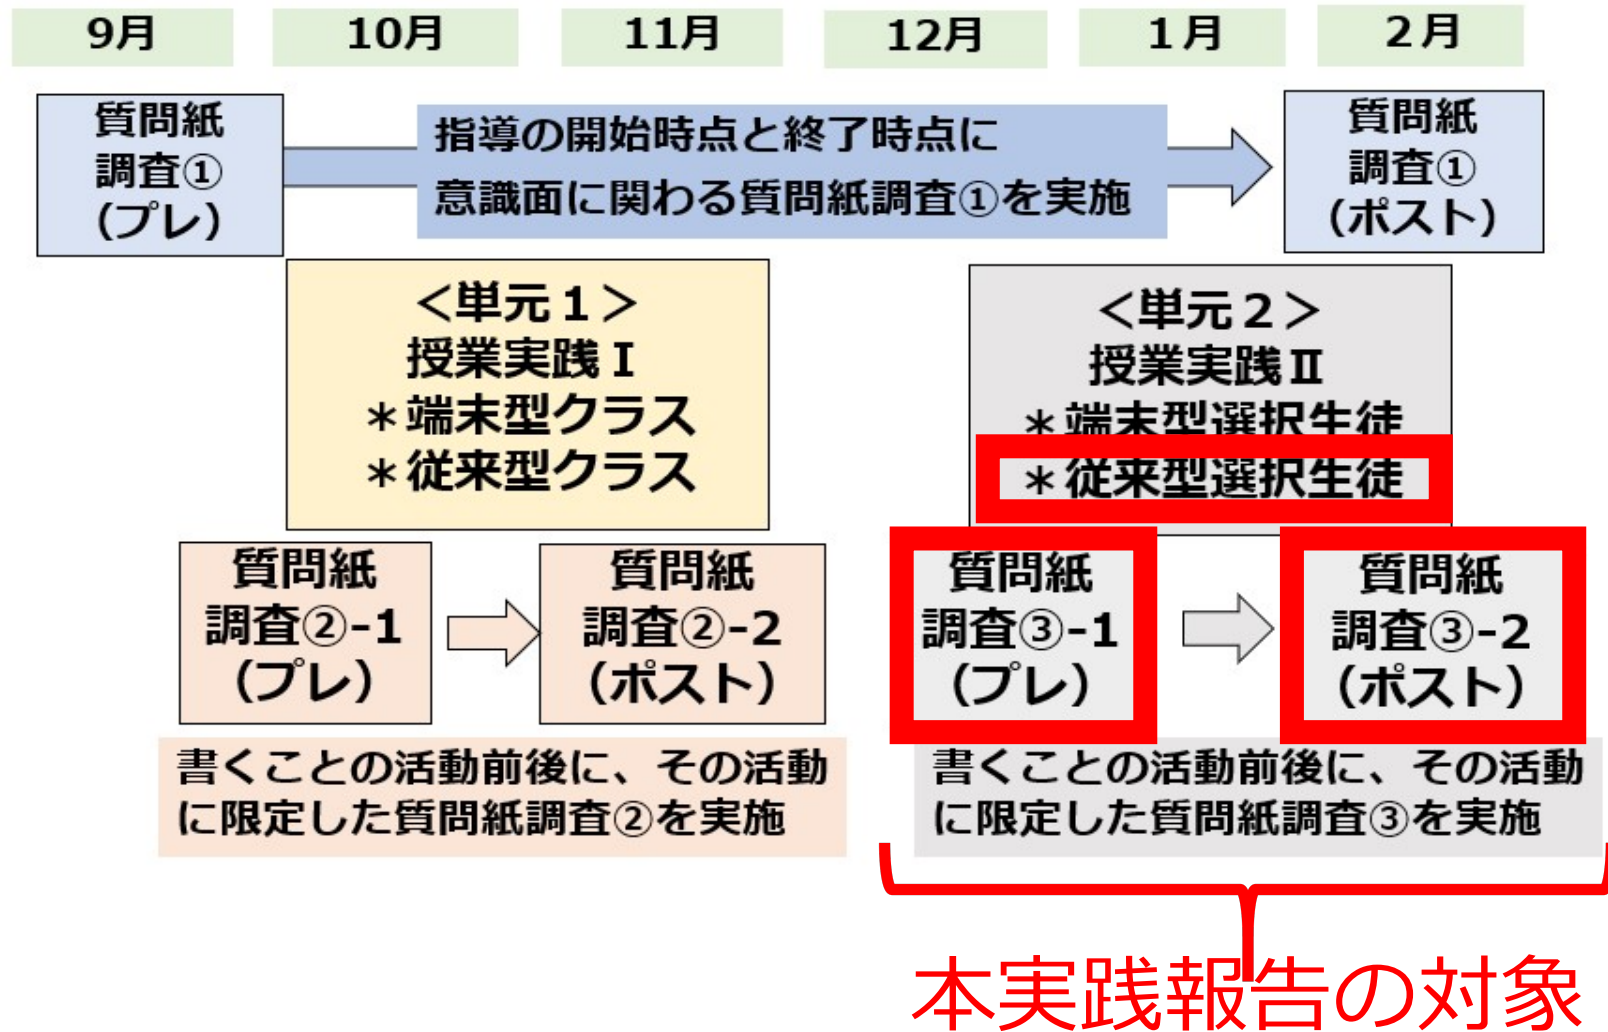 9月 10月 11月 12月 1月 2月
質問紙
調査①
（プレ）
指導の開始時点と終了時点に
意識面に関わる質問紙調査①を実施
質問紙
調査①
（ポスト）
＜単元１＞
授業実践Ⅰ
＊端末型クラス
＊従来型クラス
＜単元２＞
授業実践Ⅱ
＊端末型選択生徒
＊従来型選択生徒
質問紙
調査②-1
（プレ）
質問紙
調査②-2
（ポスト）
質問紙
調査③-1
（プレ）
質問紙
調査③-2
（ポスト）
書くことの活動前後に、その活動
に限定した質問紙調査②を実施
書くことの活動前後に、その活動
に限定した質問紙調査③を実施
本実践報告の対象